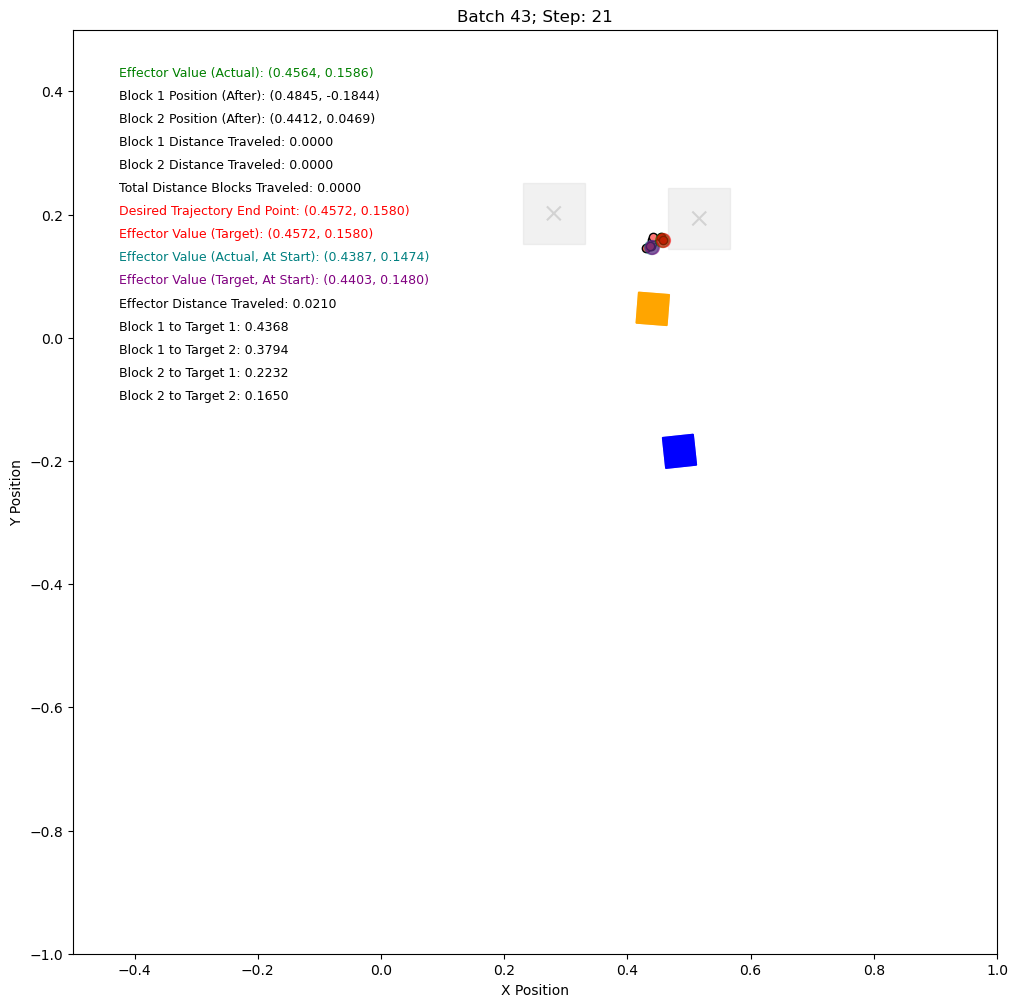 Batch 43; Step: 21
Effector Value (Actual): (0.4564, 0.1586)
Block 1 Position (After): (0.4845, -0.1844)
Block 2 Position (After): (0.4412, 0.0469)
Block 1 Distance Traveled: 0.0000
Block 2 Distance Traveled: 0.0000
Total Distance Blocks Traveled: 0.0000
Desired Trajectory End Point: (0.4572, 0.1580)
Effector Value (Target): (0.4572, 0.1580)
Effector Value (Actual, At Start): (0.4387, 0.1474)
Effector Value (Target, At Start): (0.4403, 0.1480)
Effector Distance Traveled: 0.0210
Block 1 to Target 1: 0.4368
Block 1 to Target 2: 0.3794
Block 2 to Target 1: 0.2232
Block 2 to Target 2: 0.1650
Y Position
0.4
0.2
0.0
−0.2
−0.4
−0.6
−0.8
−1.0
−0.4
−0.2
0.0
0.2
0.4
0.6
0.8
1.0
X Position